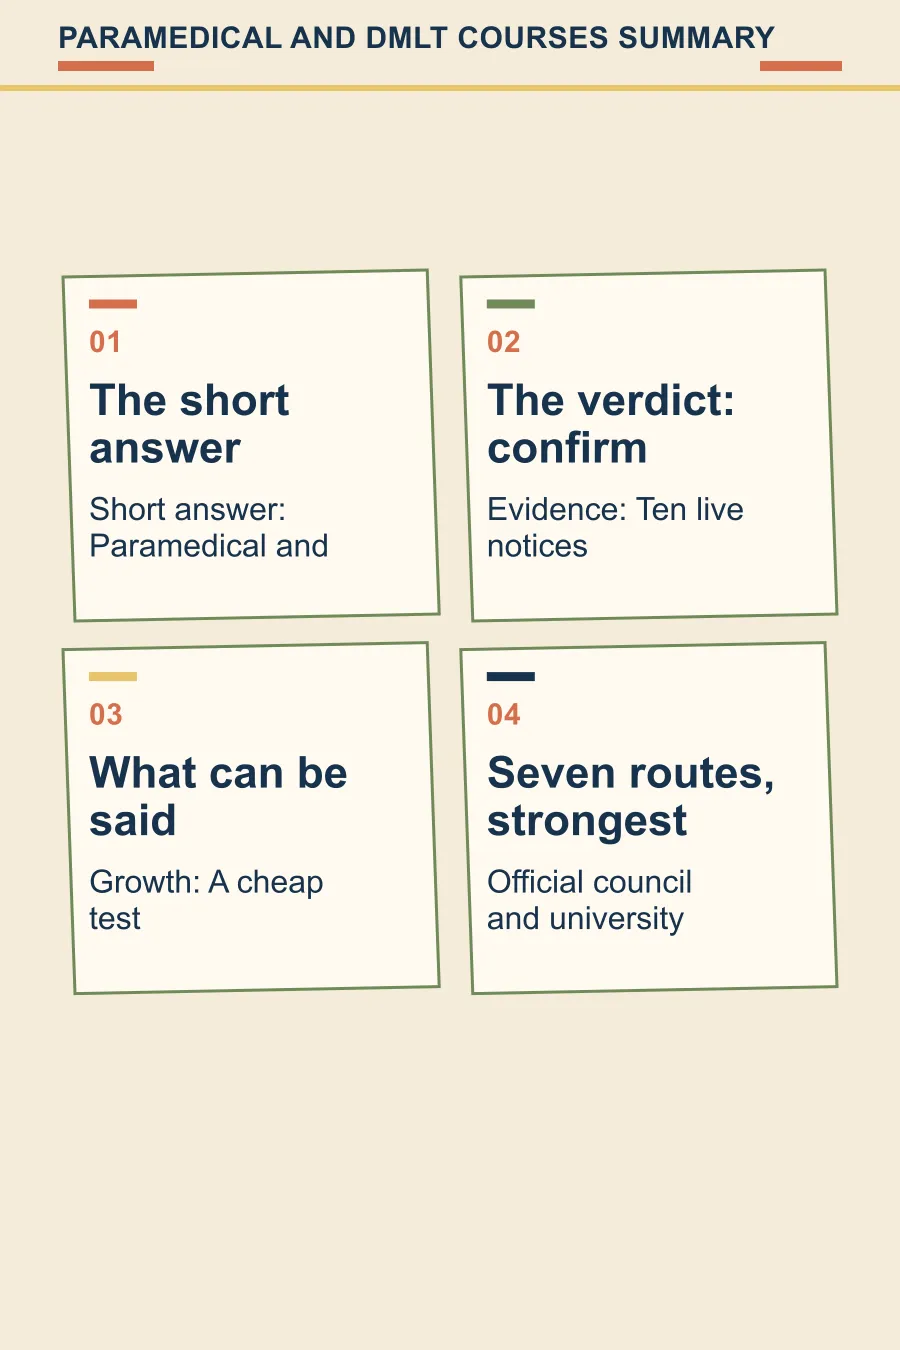 PARAMEDICAL AND DMLT COURSES SUMMARY
01
The short
answer
Short answer:
Paramedical and
02
The verdict:
confirm
Evidence: Ten live
notices
03
What can be
said
Growth: A cheap
test
04
Seven routes,
strongest
Official council
and university